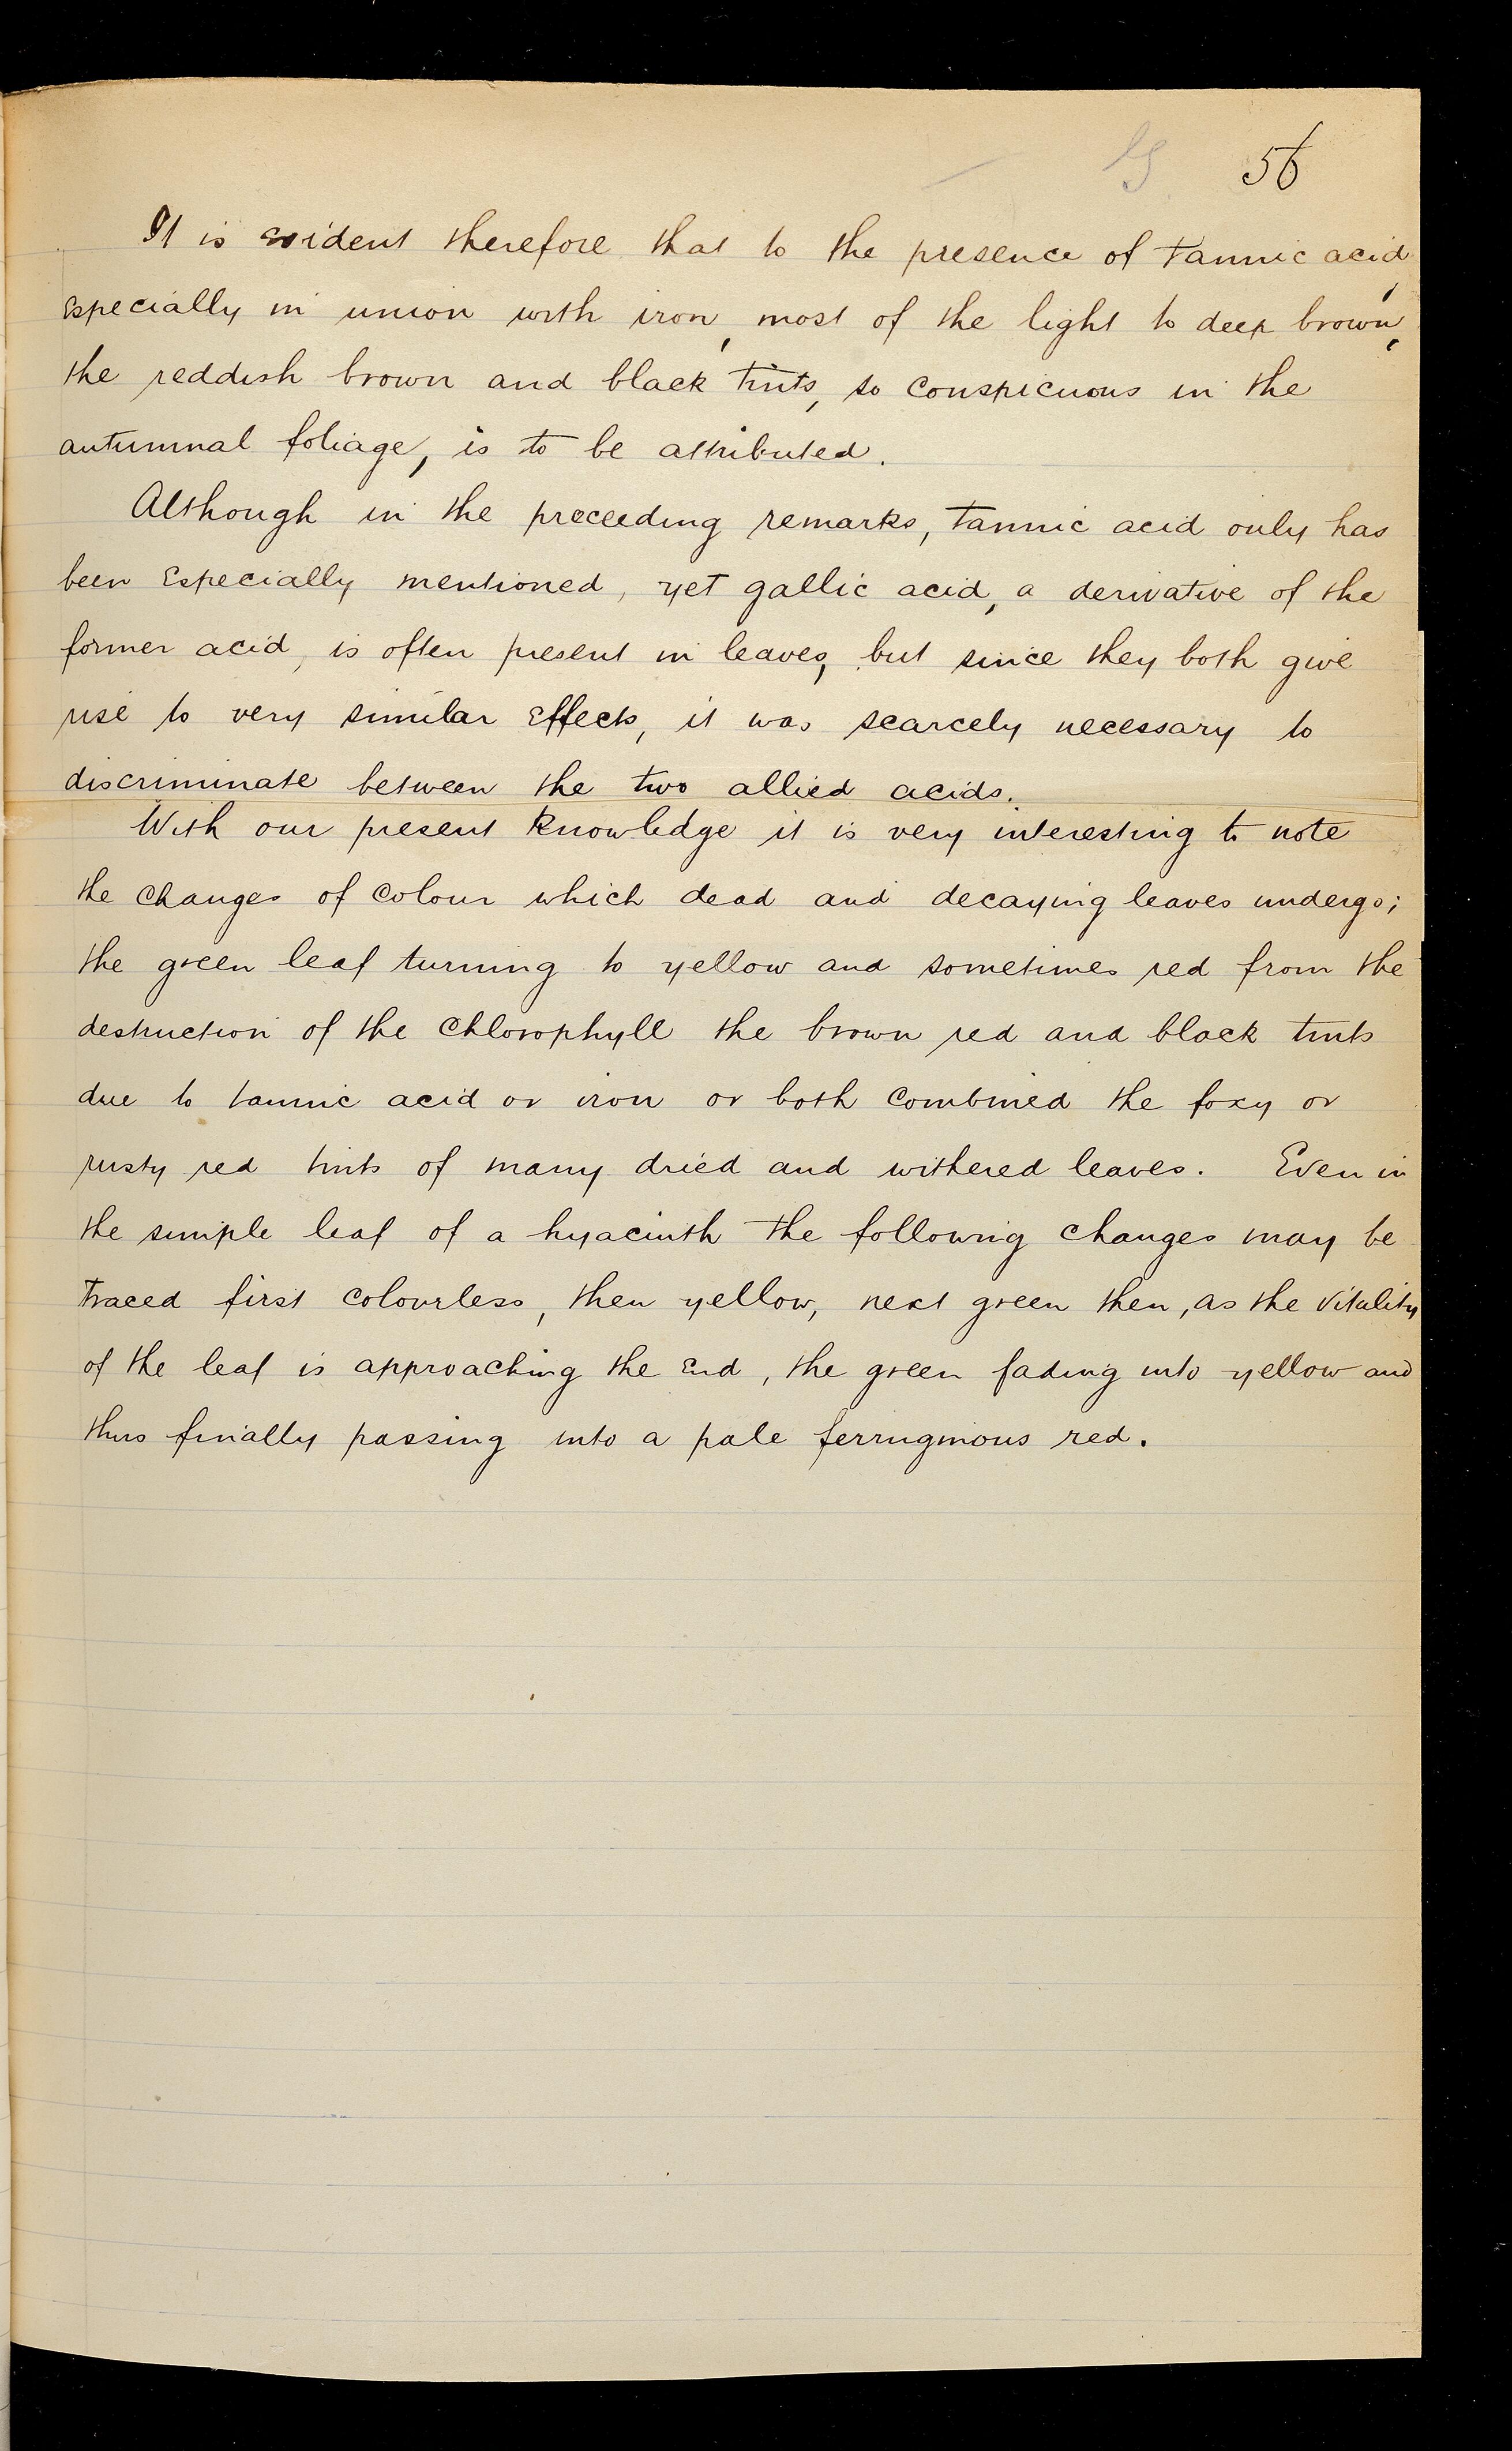 56
It is evident therefore that to the presence of tannic acid,
especially in union with iron, most of the light to deep brown,
the reddish brown and black tints, so conspicuous in the
autumnal foliage, is to be attributed.
Although in the preceeding remarks, tannic acid only has
been especially mentioned, yet gallic acid, a derivative of the
former acid, is often present in leaves, but since they both give
rise to very similar effects, it was scarcely necessary to
discriminate between the two allied acids.
With our present knowledge it is very interesting to note
the changes of colour which dead and decaying leaves undergo;
the green leaf turning to yellow and sometimes red from the
destruction of the chlorophyll the brown red and black tints
due to tannic acid or iron or both combined the foxy or
rusty red tints of many dried and withered leaves. Even in
the simple leaf of a hyacinth the following changes may be
traced first colourless, then yellow, next green then, as the vitality
of the leaf is approaching the end, the green fading into yellow and
thus finally passing into a pale ferruginous red.